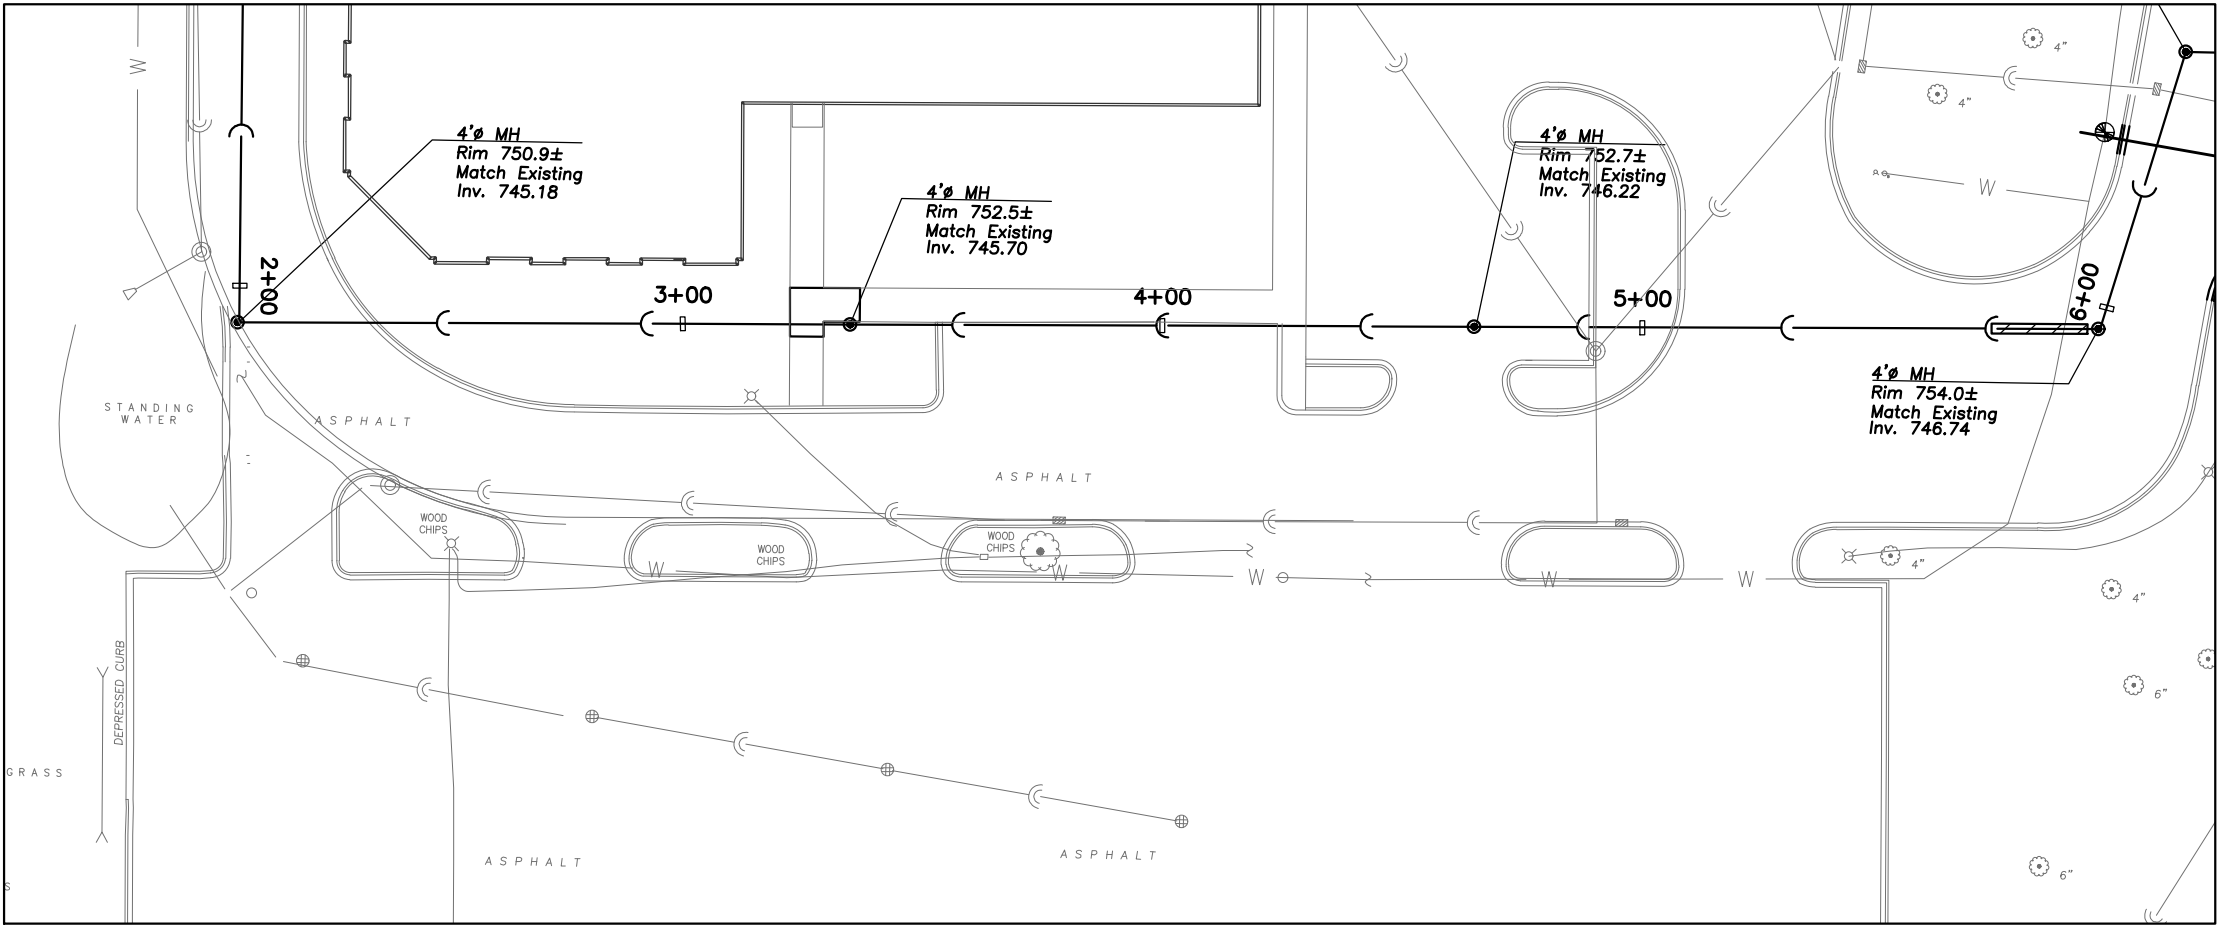 W
4'ø MH
Rim 750.9±
Match Existing
Inv. 745.18
4'ø MH
Rim 752.5±
Match Existing
Inv. 745.70
4'ø MH
Rim 752.7±
Match Existing
Inv. 746.22
4"
4"
W
2+00
3+00
4+00
5+00
6+00
4'ø MH
Rim 754.0±
Match Existing
Inv. 746.74
STANDING
WATER
ASPHALT
ASPHALT
WOOD
CHIPS
WOOD
CHIPS
WOOD
CHIPS
W
W
W
W
W
4"
4"
6"
DEPRESSED CURB
GRASS
ASPHALT
ASPHALT
6"
S